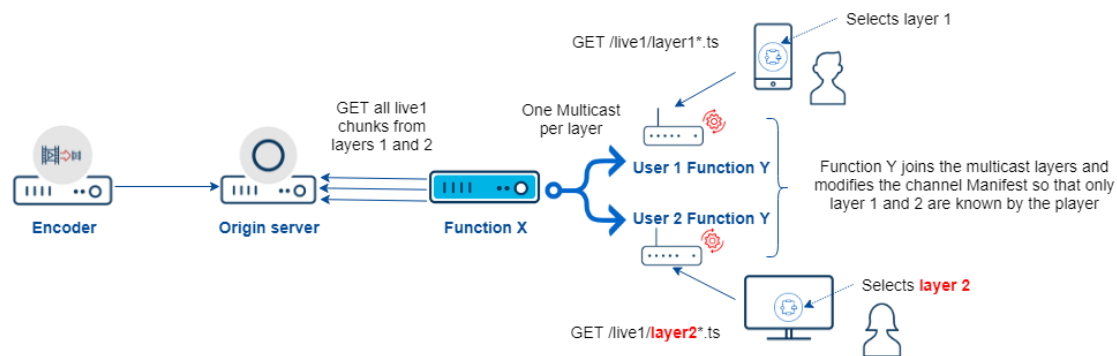 Selects layer 1
GET /live1/layer1*.ts
GET all live1
chunks from
layers 1 and 2
One Multicast
per layer
User 1 Function Y
Function Y joins the multicast layers and
modifies the channel Manifest so that only
layer 1 and 2 are known by the player
Encoder
Origin server
Function X
User 2 Function Y
Selects layer 2
GET /live1/layer2*.ts